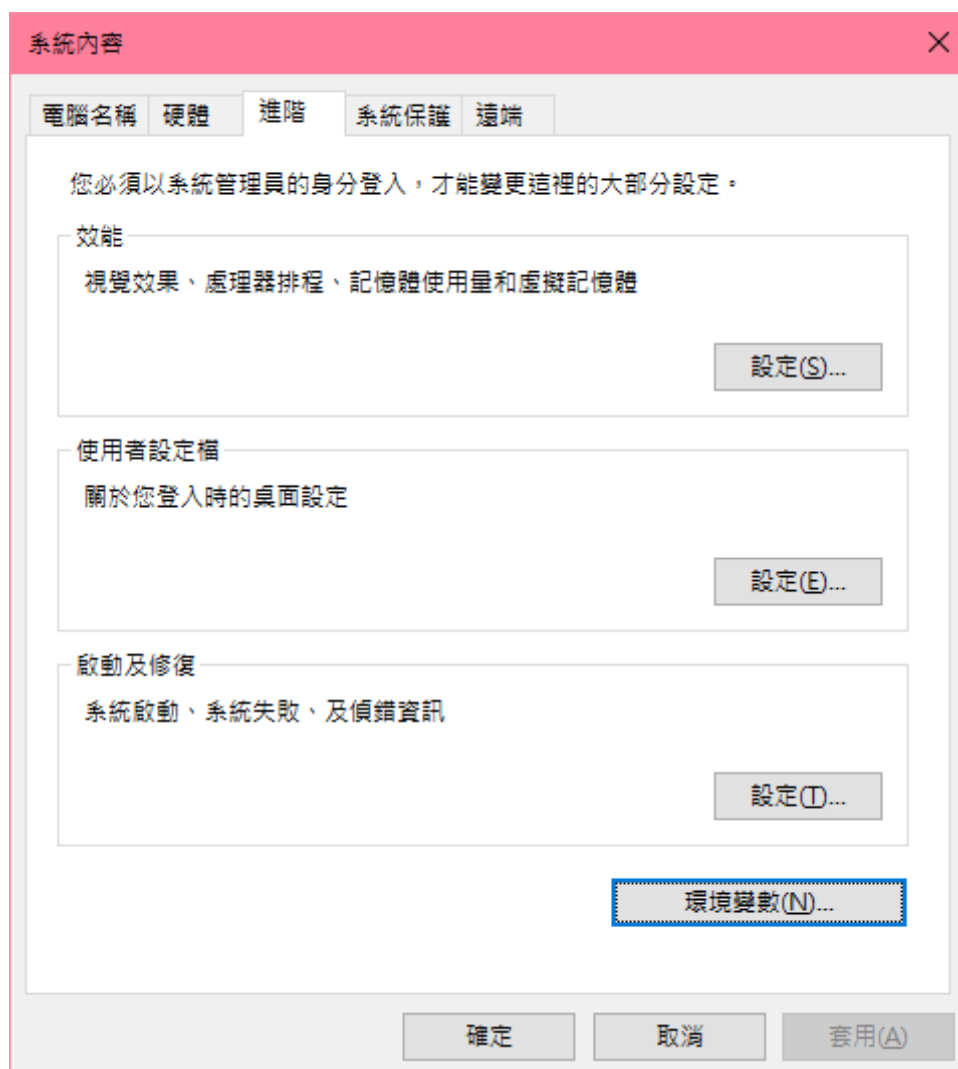 系統內容
電腦名稱 硬體 進階 系統保護 遠端
您必須以系統管理員的身分登入，才能變更這裡的大部分設定。
效能
視覺效果、處理器排程、記憶體使用量和虛擬記憶體
設定(S)...
使用者設定檔
關於您登入時的桌面設定
設定(E)...
啟動及修復
系統啟動、系統失敗、及偵錯資訊
設定(T)...
環境變數(N)...
確定 取消 套用(A)